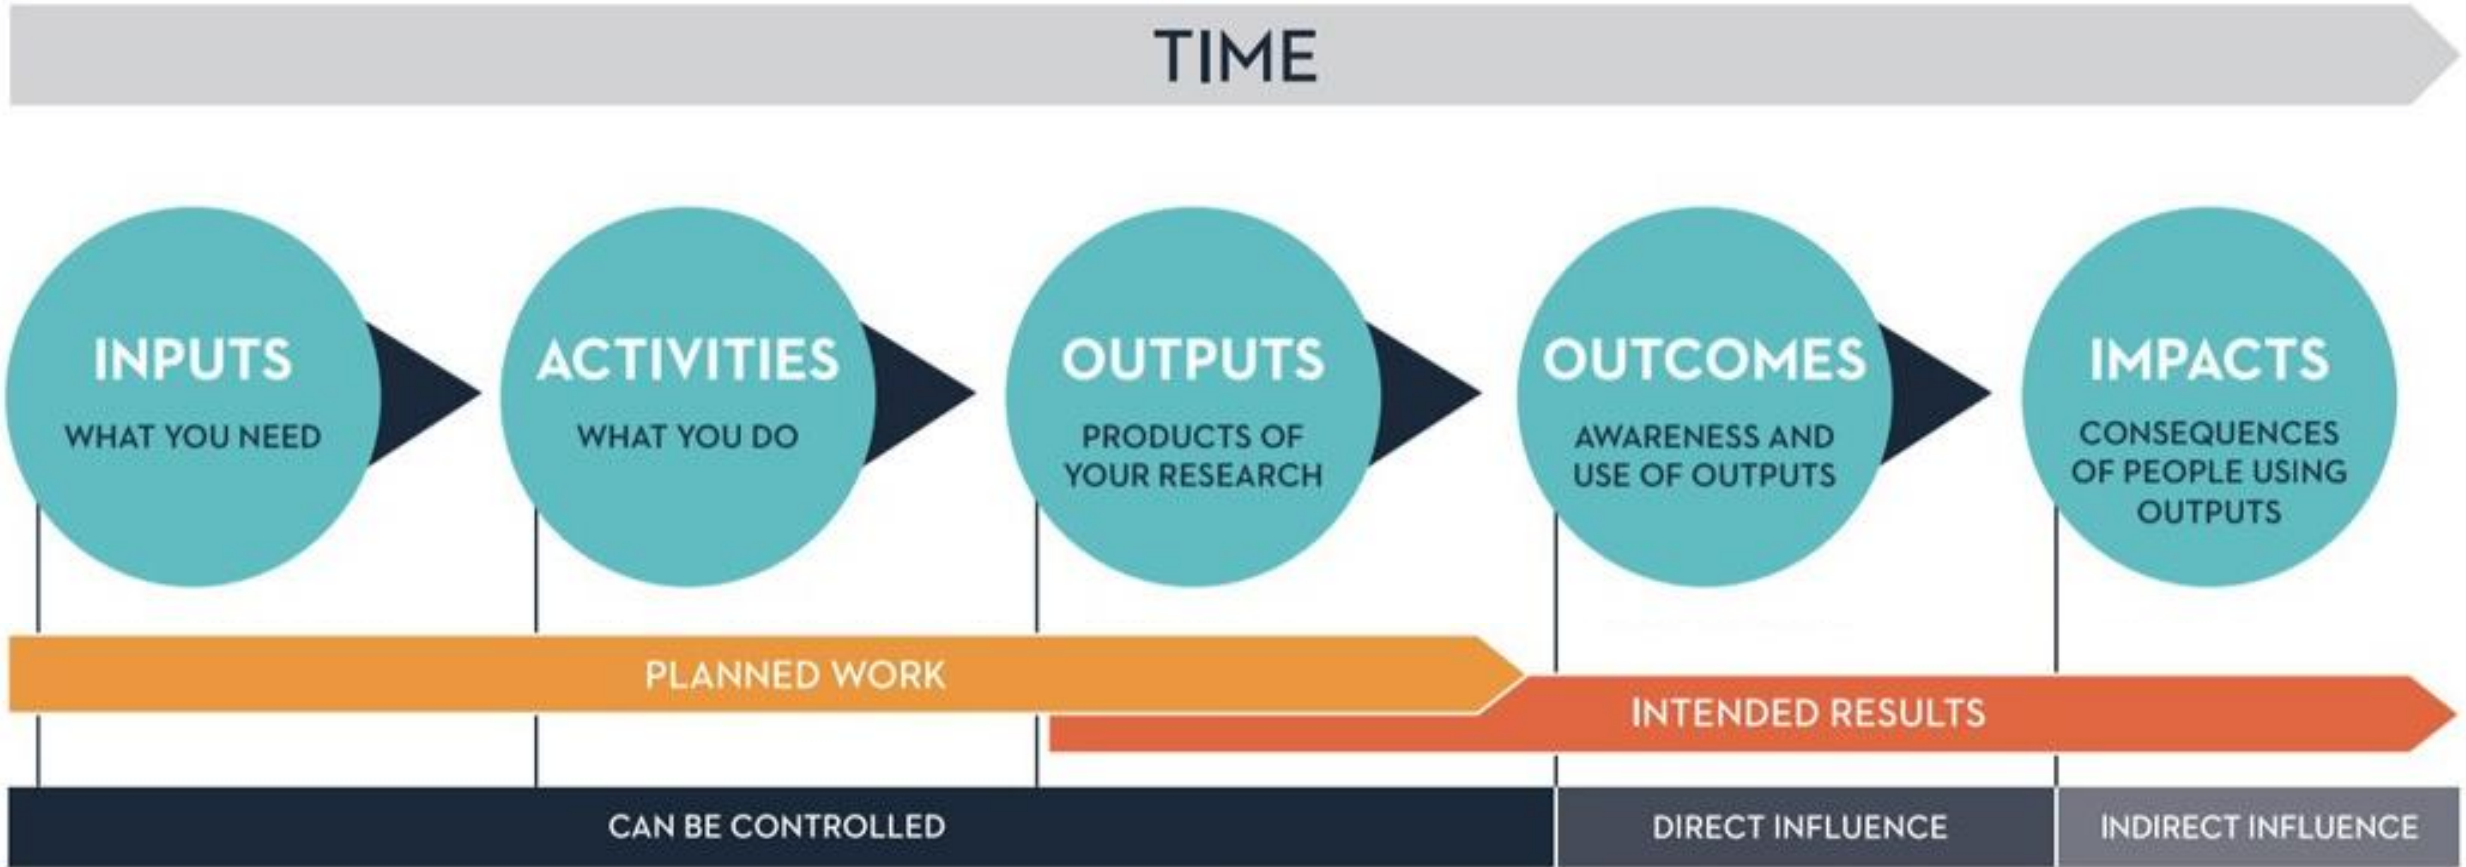 TIME
INPUTS
WHAT YOU NEED
ACTIVITIES
WHAT YOU DO
OUTPUTS
PRODUCTS OF
YOUR RESEARCH
OUTCOMES
AWARENESS AND
USE OF OUTPUTS
IMPACTS
CONSEQUENCES
OF PEOPLE USING
OUTPUTS
PLANNED WORK
INTENDED RESULTS
CAN BE CONTROLLED
DIRECT INFLUENCE
INDIRECT INFLUENCE